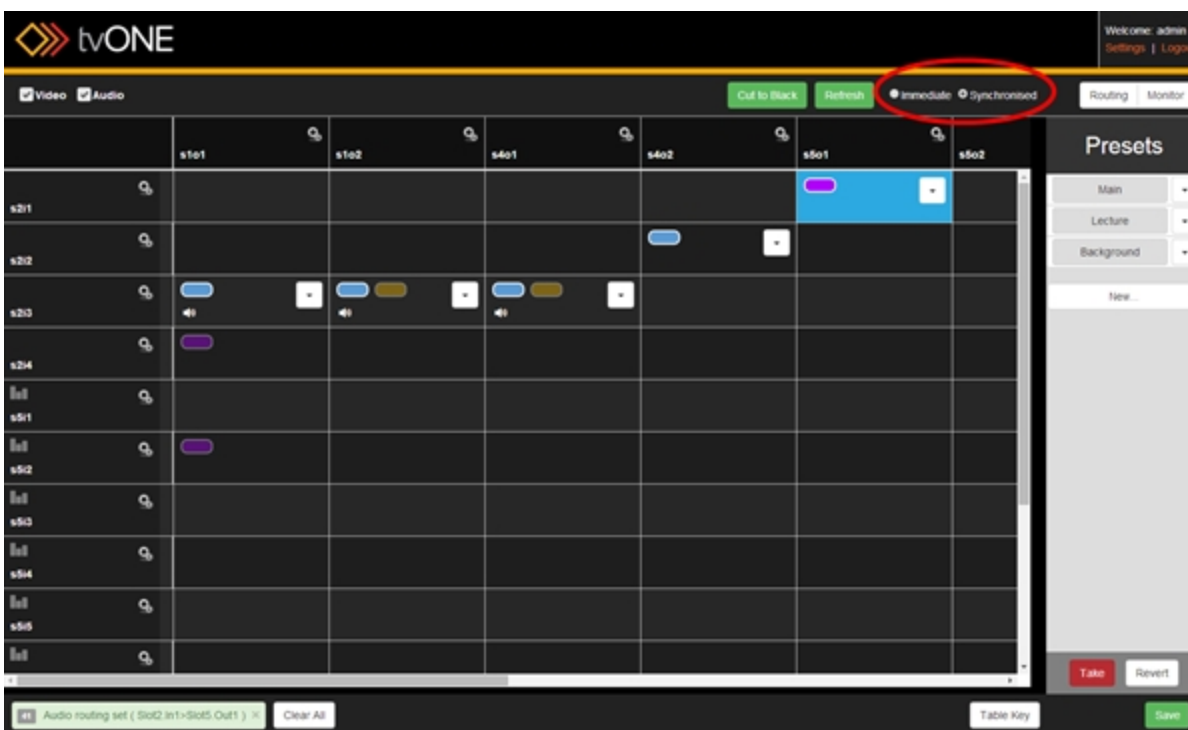 tvONE
Welcome: admin
Settings | Logou
Video Audio
Cut to Black
Refresh
Immediate Synchronised
Routing Monitor
s1o1 s1o2 s4o1 s4o2 s5o1 s5o2
Presets
s2i1
Main
Lecture
s2i2
Background
s2i3
New...
s2i4
s5i1
s5i2
s5i3
s5i4
s5i5
Take Revert
Audio routing set ( Slot2.In1>Slot5.Out1 ) ×
Clear All
Table Key
Save